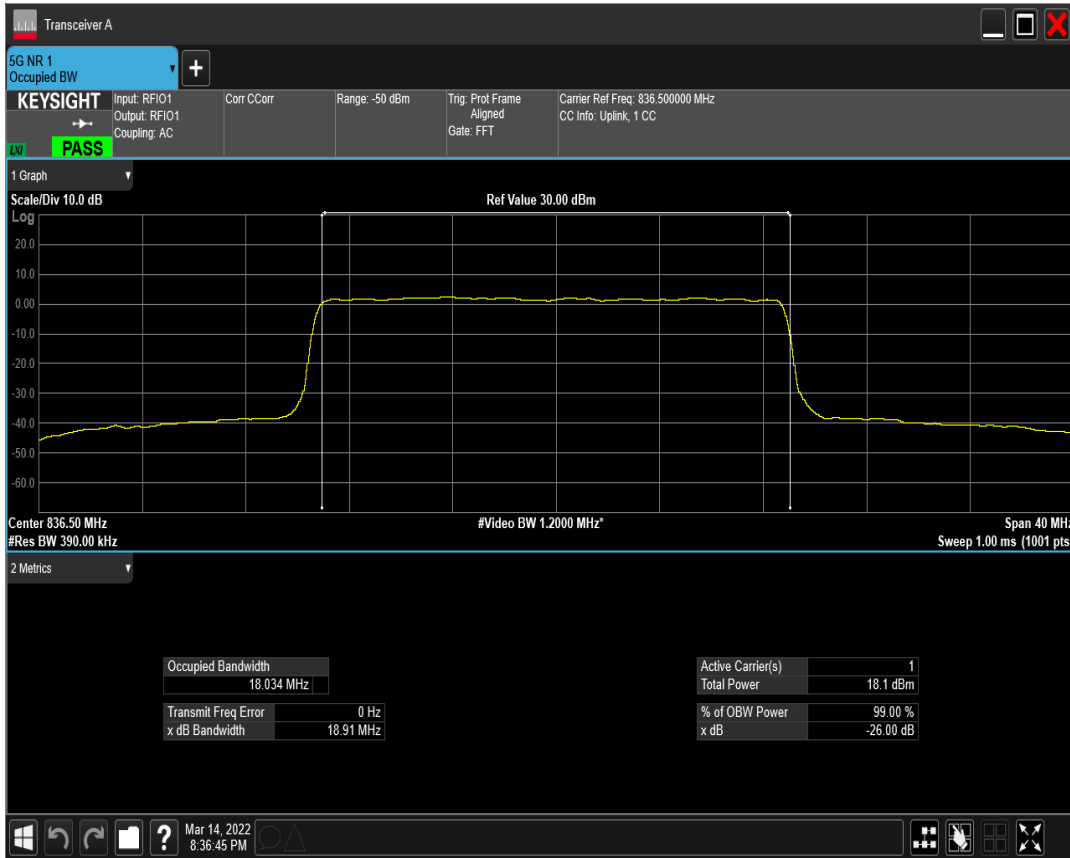 Transceiver A
5G NR 1
Occupied BW
KEYSIGHT
LXI
PASS
Input: RFIO1
Output: RFIO1
Coupling: AC
Corr CCorr
Range: -50 dBm
Trig: Prot Frame
Aligned
Gate: FFT
Carrier Ref Freq: 836.500000 MHz
CC Info: Uplink, 1 CC
1 Graph
Scale/Div 10.0 dB
Ref Value 30.00 dBm
Log
20.0
10.0
0.00
-10.0
-20.0
-30.0
-40.0
-50.0
-60.0
Center 836.50 MHz
#Video BW 1.2000 MHz*
Span 40 MHz
#Res BW 390.00 kHz
Sweep 1.00 ms (1001 pts
2 Metrics
Occupied Bandwidth
18.034 MHz
Transmit Freq Error 0 Hz
x dB Bandwidth 18.91 MHz
Active Carrier(s) 1
Total Power 18.1 dBm
% of OBW Power 99.00 %
x dB -26.00 dB
?
Mar 14, 2022
8:36:45 PM